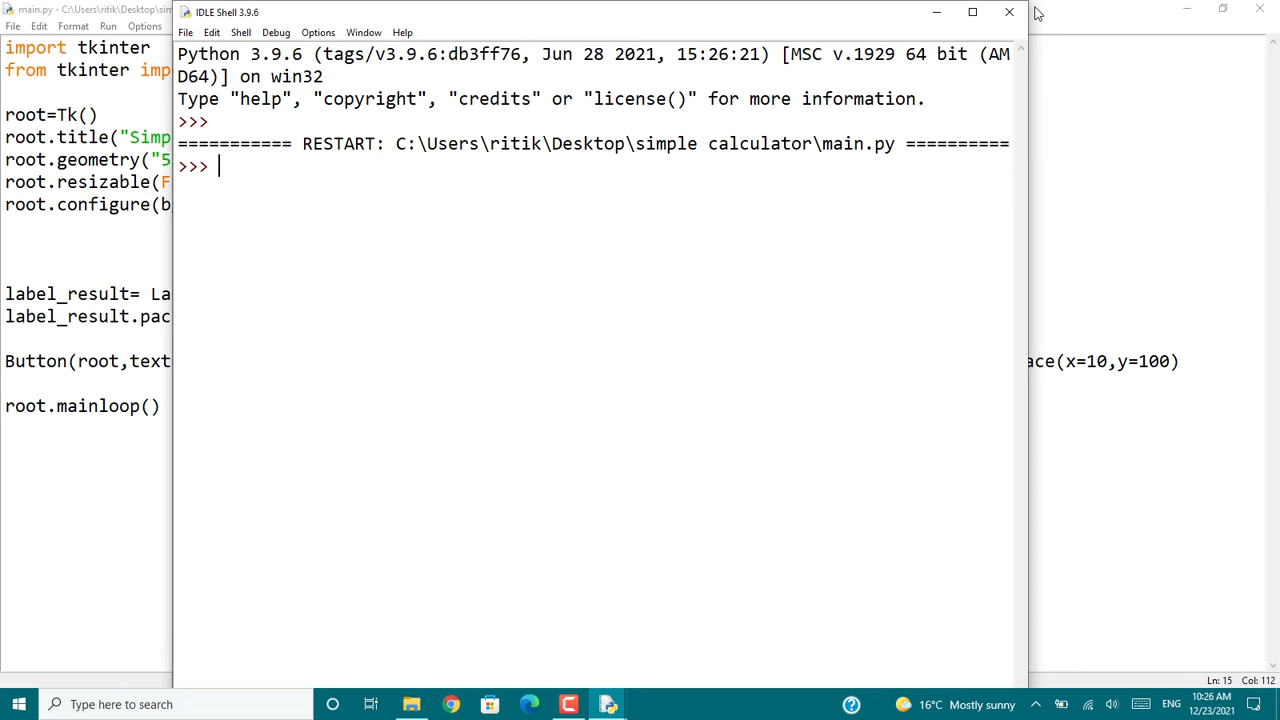 main.py - C:\Users\ritik\Desktop\sim
File Edit Format Run Options
import tkinter
from tkinter imp
root=Tk()
root.title("Simp
root.geometry("5
root.resizable(F
root.configure(b
label_result= La
label_result.pac
Button(root,text
ace(x=10,y=100)
root.mainloop()
IDLE Shell 3.9.6
File Edit Shell Debug Options Window Help
Python 3.9.6 (tags/v3.9.6:db3ff76, Jun 28 2021, 15:26:21) [MSC v.1929 64 bit (AM
D64)] on win32
Type "help", "copyright", "credits" or "license()" for more information.
>>>
=========== RESTART: C:\Users\ritik\Desktop\simple calculator\main.py ==========
>>>
Ln: 15 Col: 112
Type here to search
16°C Mostly sunny
ENG
10:26 AM
12/23/2021